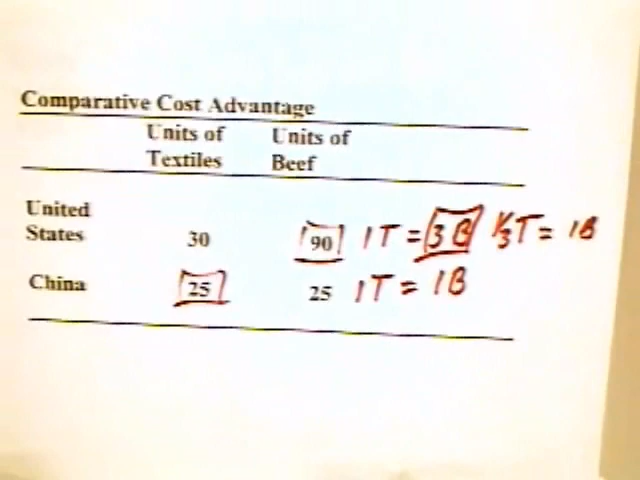 Comparative Cost Advantage
Units of Textiles Units of Beef
United States 30 90 1T = 3B 1/3T = 1B
China 25 25 1T = 1B